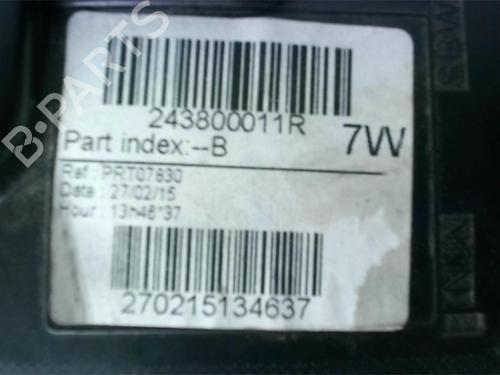 243800011R
Part index:--B
7W
Ref : PRT07830
Date : 27/02/15
Hour : 13h46*37
270215134637
B-PARTS